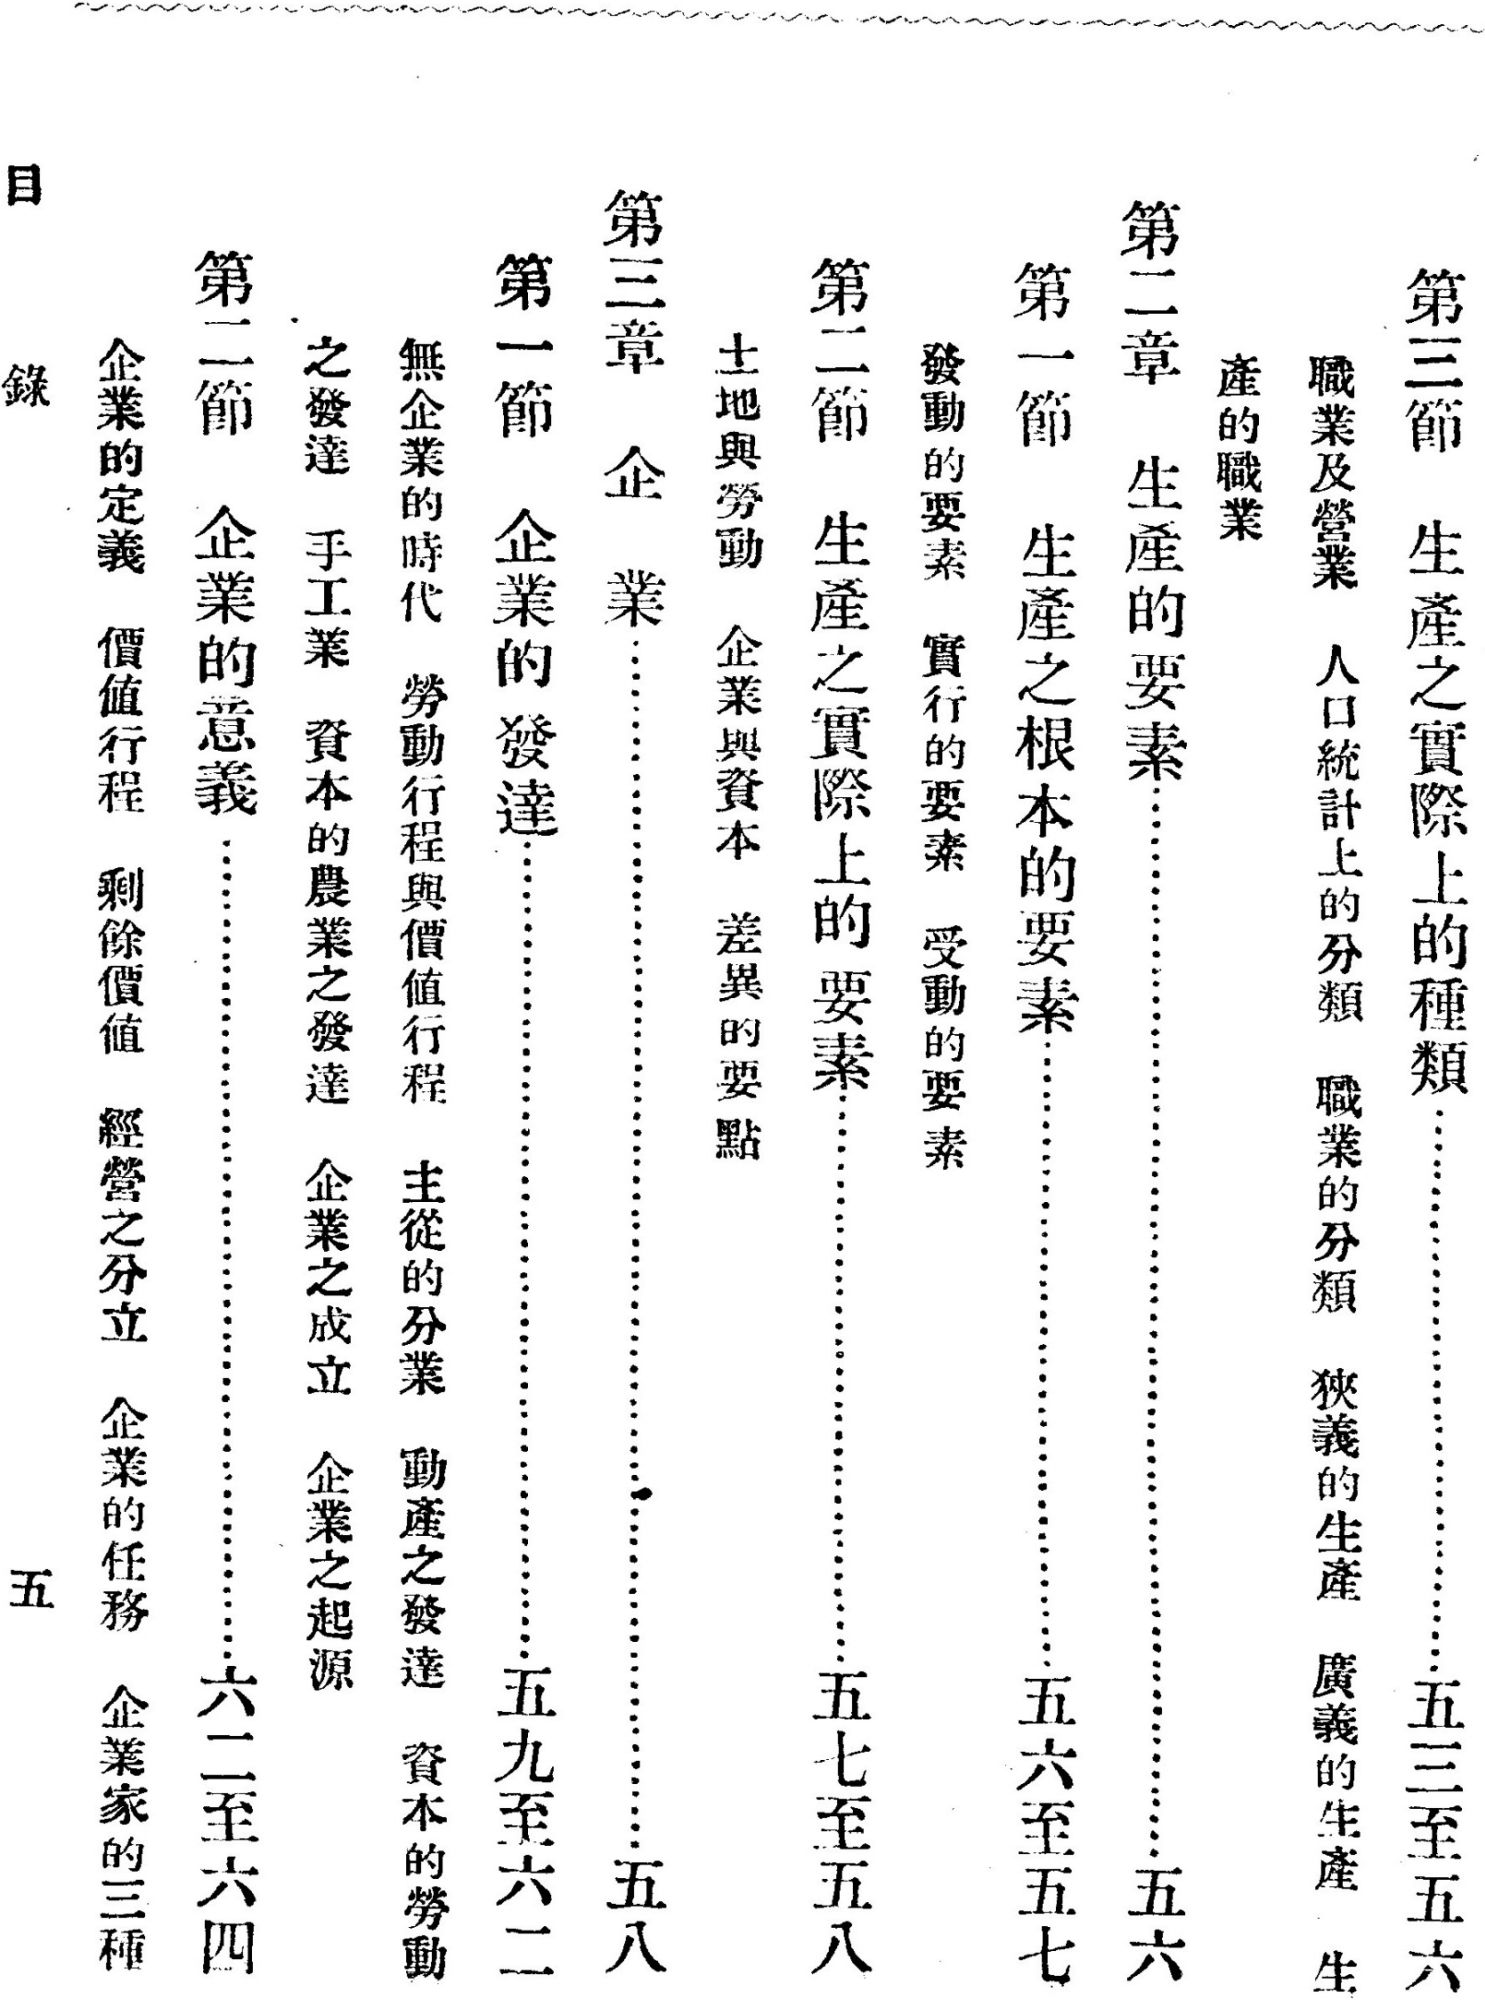 第三節　生產之實際上的種類……五三至五六
職業及營業　人口統計上的分類　職業的分類　狹義的生產　廣義的生產　生
產的職業
第二章　生產的要素……五六
第一節　生產之根本的要素……五六至五七
發動的要素　實行的要素　受動的要素
第二節　生產之實際上的要素……五七至五八
土地與勞動　企業與資本　差異的要點
第三章　企　業……五八
第一節　企業的發達……五九至六二
無企業的時代　勞動行程與價值行程　主從的分業　動產之發達　資本的勞動
之發達　手工業　資本的農業之發達　企業之成立　企業之起源
第二節　企業的意義……六二至六四
企業的定義　價值行程　剩餘價值　經營之分立　企業的任務　企業家的三種
目　錄　五